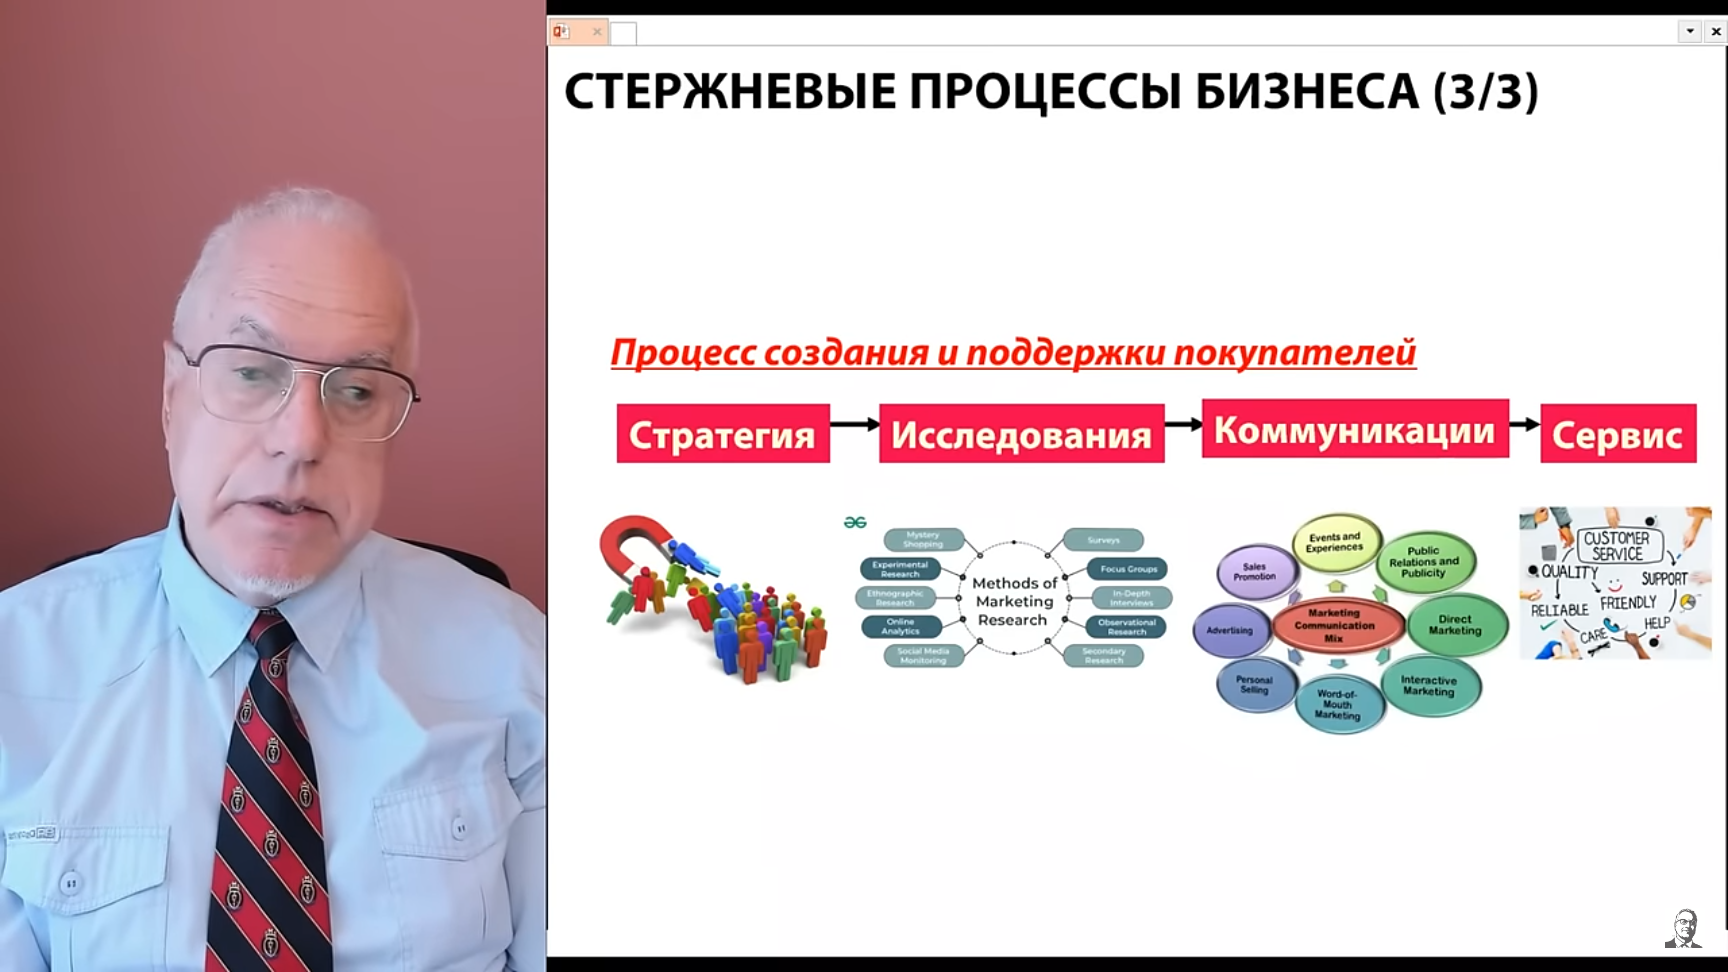 СТЕРЖНЕВЫЕ ПРОЦЕССЫ БИЗНЕСА (3/3)
Процесс создания и поддержки покупателей
Стратегия
Исследования
Коммуникации
Сервис
Methods of
Marketing
Research
Mystery
Shopping
Experimental
Research
Ethnographic
Research
Online
Analytics
Social Media
Monitoring
Surveys
Focus Groups
In-Depth
Interviews
Observational
Research
Secondary
Research
Events and
Experiences
Public
Relations and
Publicity
Sales
Promotion
Marketing
Communication
Mix
Advertising
Direct
Marketing
Personal
Selling
Word-of-
Mouth
Marketing
Interactive
Marketing
CUSTOMER
SERVICE
QUALITY
SUPPORT
RELIABLE
FRIENDLY
HELP
CARE